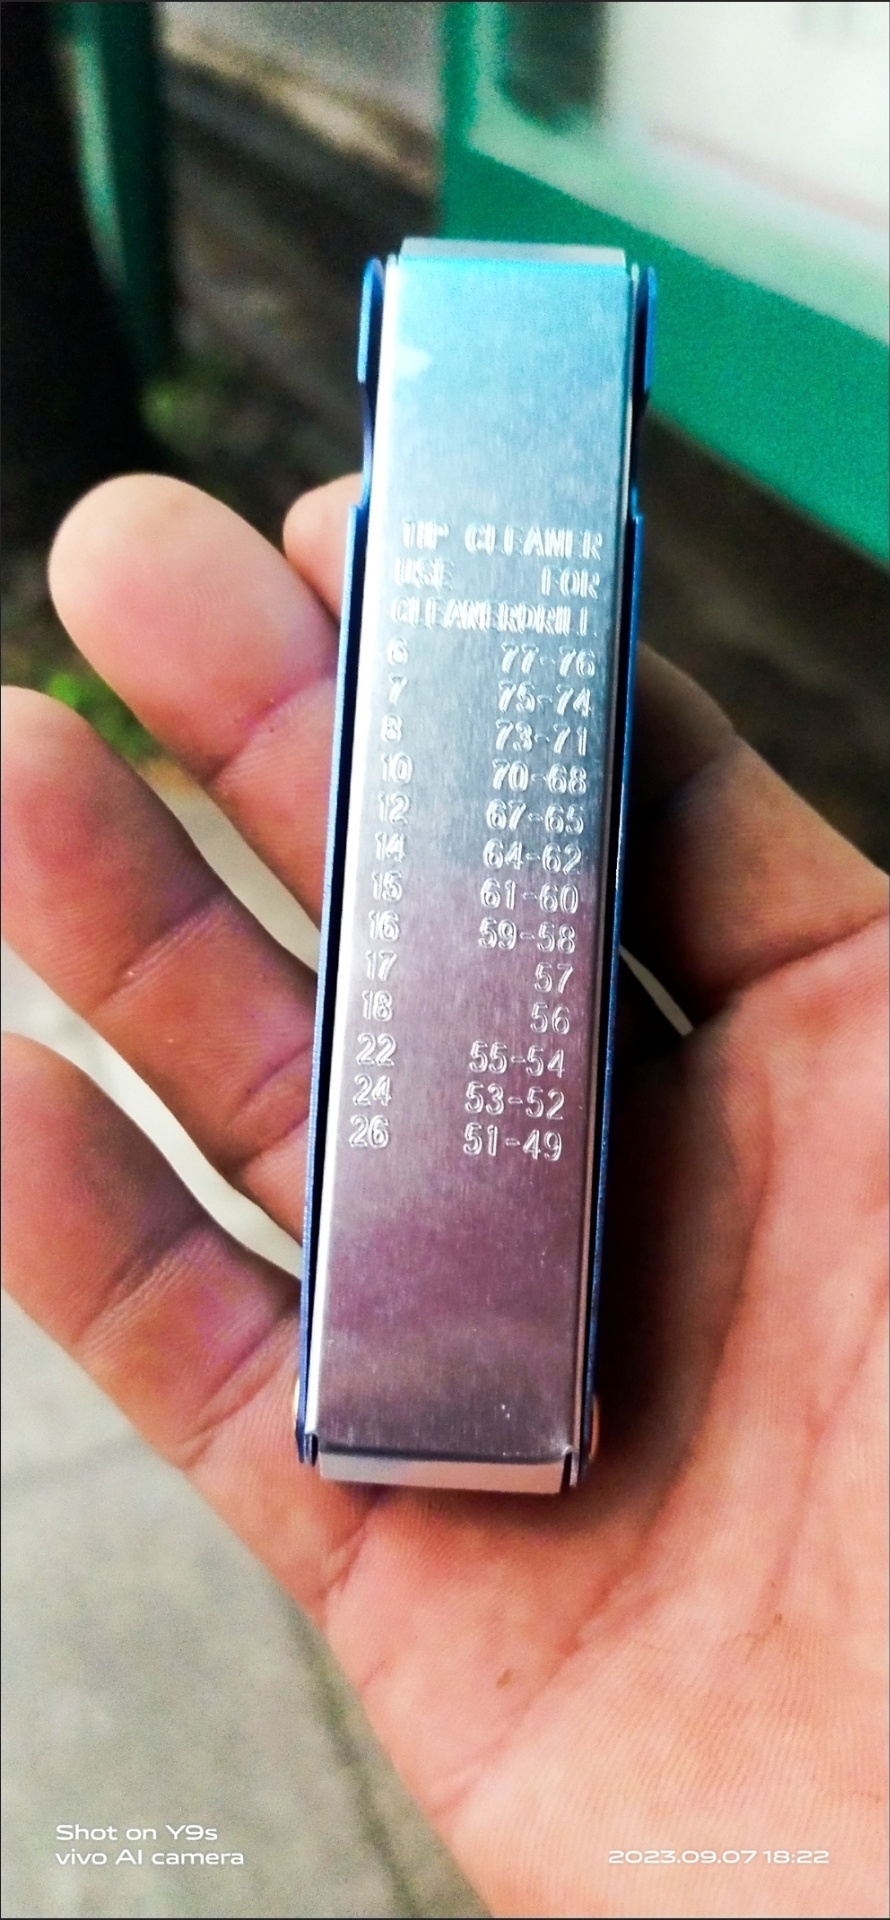 TIP CLEANER
USE FOR
CLEANERDRILL
6 77-76
7 75-74
8 73-71
10 70-68
12 67-65
14 64-62
15 61-60
16 59-58
17 57
18 56
22 55-54
24 53-52
26 51-49
Shot on Y9s
vivo AI camera
2023.09.07 18:22